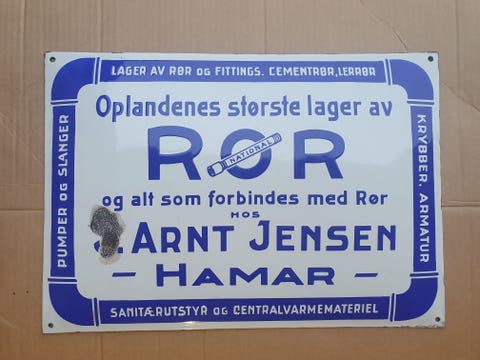 LAGER AV RØR OG FITTINGS. CEMENTRØR, LERRØR
Oplandenes største lager av
RØR
NATIONAL
og alt som forbindes med Rør
HOS
ARNT JENSEN
– HAMAR –
PUMPER OG SLANGER
KRYBBER. ARMATUR
SANITÆRUTSTYR OG CENTRALVARMEMATERIEL